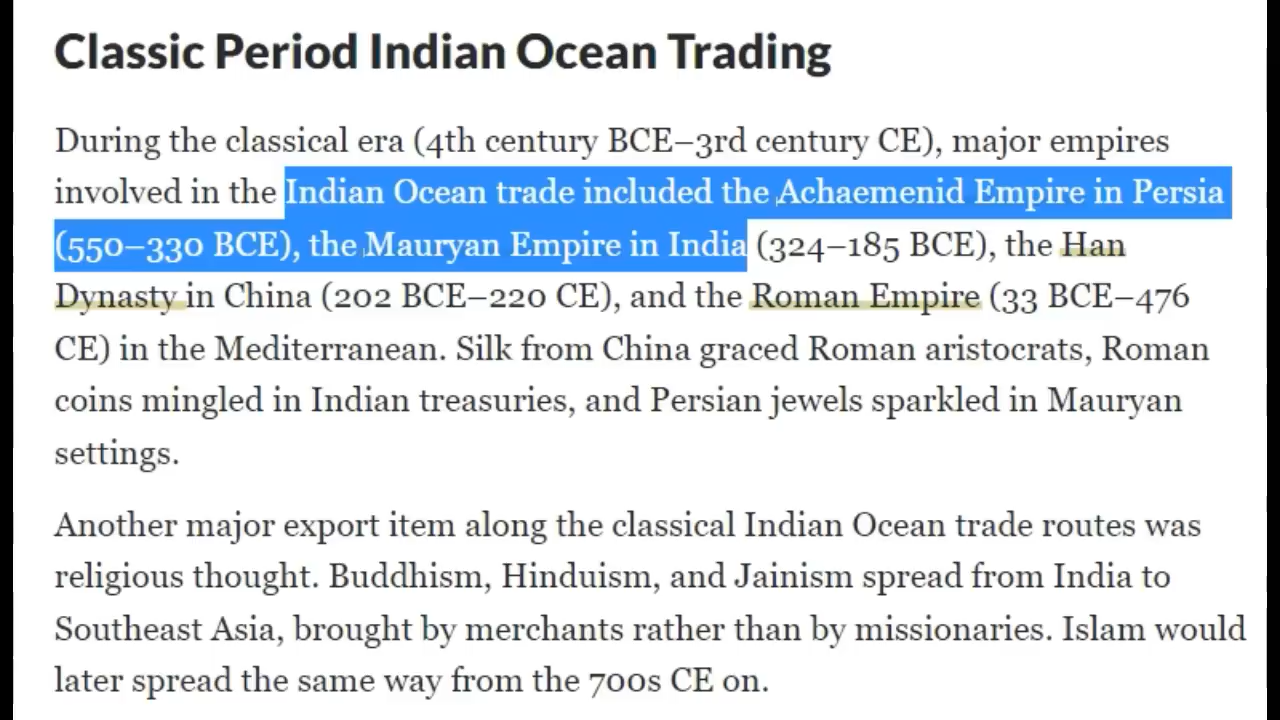 Classic Period Indian Ocean Trading
During the classical era (4th century BCE–3rd century CE), major empires
involved in the Indian Ocean trade included the Achaemenid Empire in Persia
(550–330 BCE), the Mauryan Empire in India (324–185 BCE), the Han
Dynasty in China (202 BCE–220 CE), and the Roman Empire (33 BCE–476
CE) in the Mediterranean. Silk from China graced Roman aristocrats, Roman
coins mingled in Indian treasuries, and Persian jewels sparkled in Mauryan
settings.
Another major export item along the classical Indian Ocean trade routes was
religious thought. Buddhism, Hinduism, and Jainism spread from India to
Southeast Asia, brought by merchants rather than by missionaries. Islam would
later spread the same way from the 700s CE on.